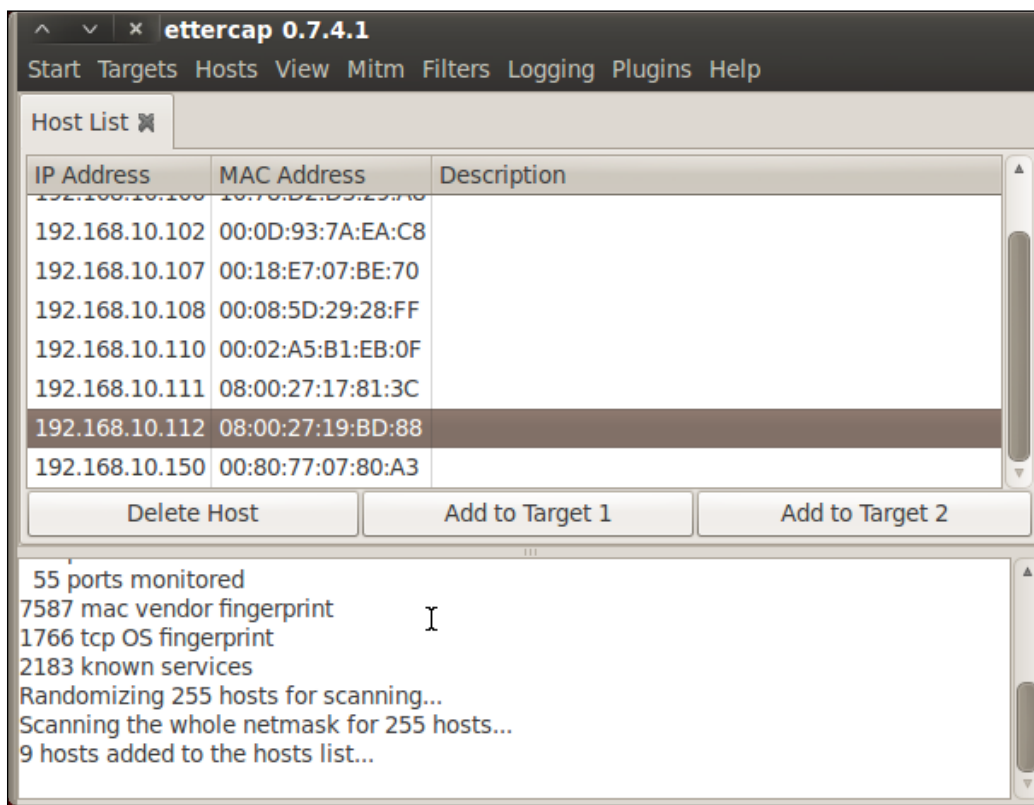 ettercap 0.7.4.1
Start Targets Hosts View Mitm Filters Logging Plugins Help
Host List
IP Address MAC Address Description
192.168.10.102 00:0D:93:7A:EA:C8
192.168.10.107 00:18:E7:07:BE:70
192.168.10.108 00:08:5D:29:28:FF
192.168.10.110 00:02:A5:B1:EB:0F
192.168.10.111 08:00:27:17:81:3C
192.168.10.112 08:00:27:19:BD:88
192.168.10.150 00:80:77:07:80:A3
Delete Host Add to Target 1 Add to Target 2
55 ports monitored
7587 mac vendor fingerprint
1766 tcp OS fingerprint
2183 known services
Randomizing 255 hosts for scanning...
Scanning the whole netmask for 255 hosts...
9 hosts added to the hosts list...